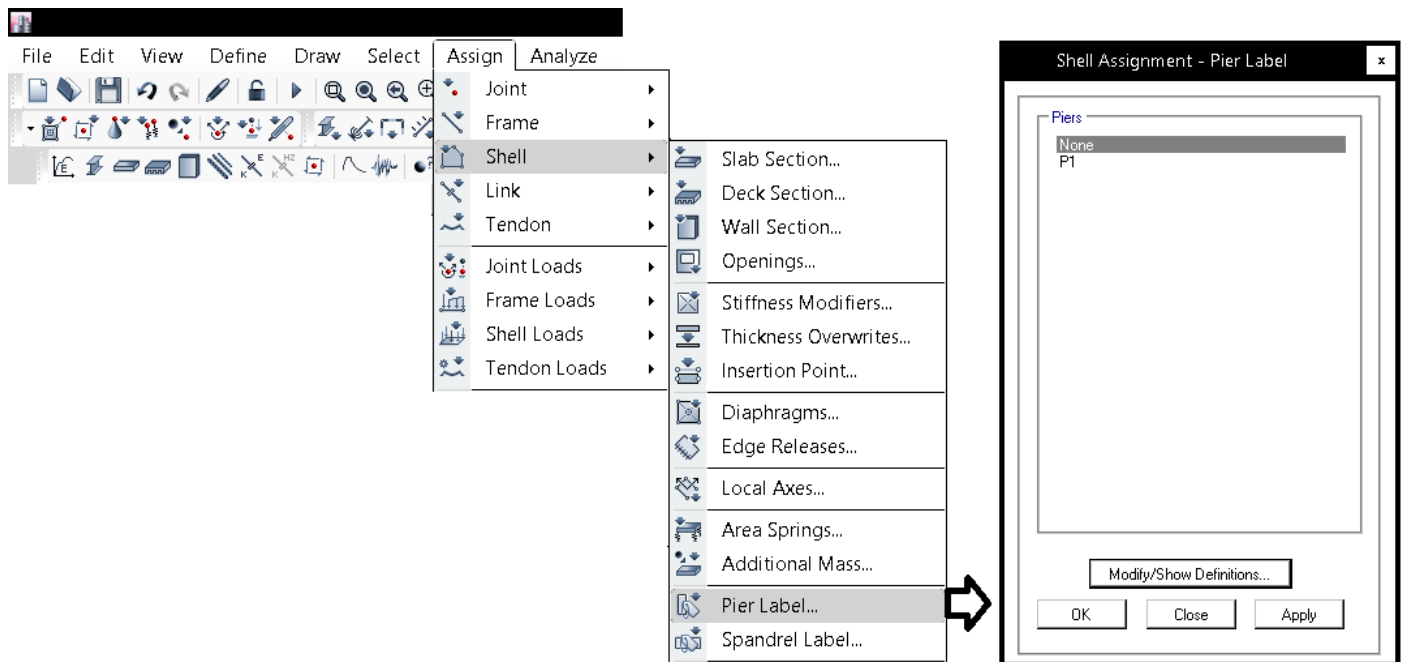 File Edit View Define Draw Select Assign Analyze
Joint
Frame
Shell
Link
Tendon
Joint Loads
Frame Loads
Shell Loads
Tendon Loads
Slab Section...
Deck Section...
Wall Section...
Openings...
Stiffness Modifiers...
Thickness Overwrites...
Insertion Point...
Diaphragms...
Edge Releases...
Local Axes...
Area Springs...
Additional Mass...
Pier Label...
Spandrel Label...
Shell Assignment - Pier Label x
Piers
None
P1
Modify/Show Definitions...
OK Close Apply